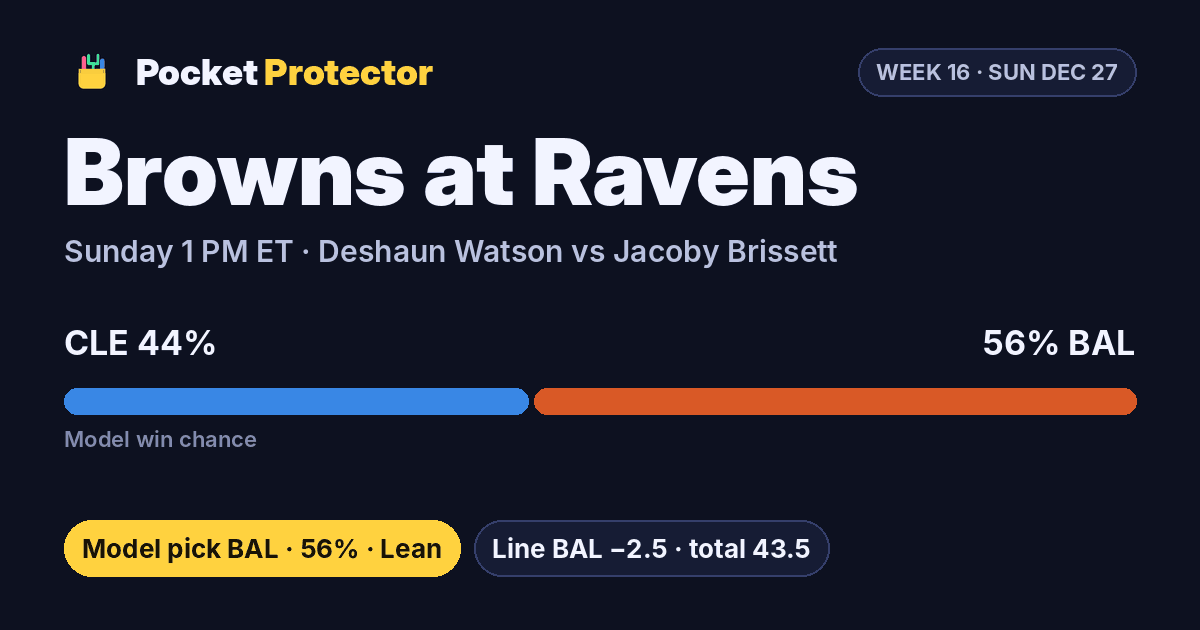 Pocket Protector
WEEK 16 · SUN DEC 27
Browns at Ravens
Sunday 1 PM ET · Deshaun Watson vs Jacoby Brissett
CLE 44%
56% BAL
Model win chance
Model pick BAL · 56% · Lean
Line BAL −2.5 · total 43.5